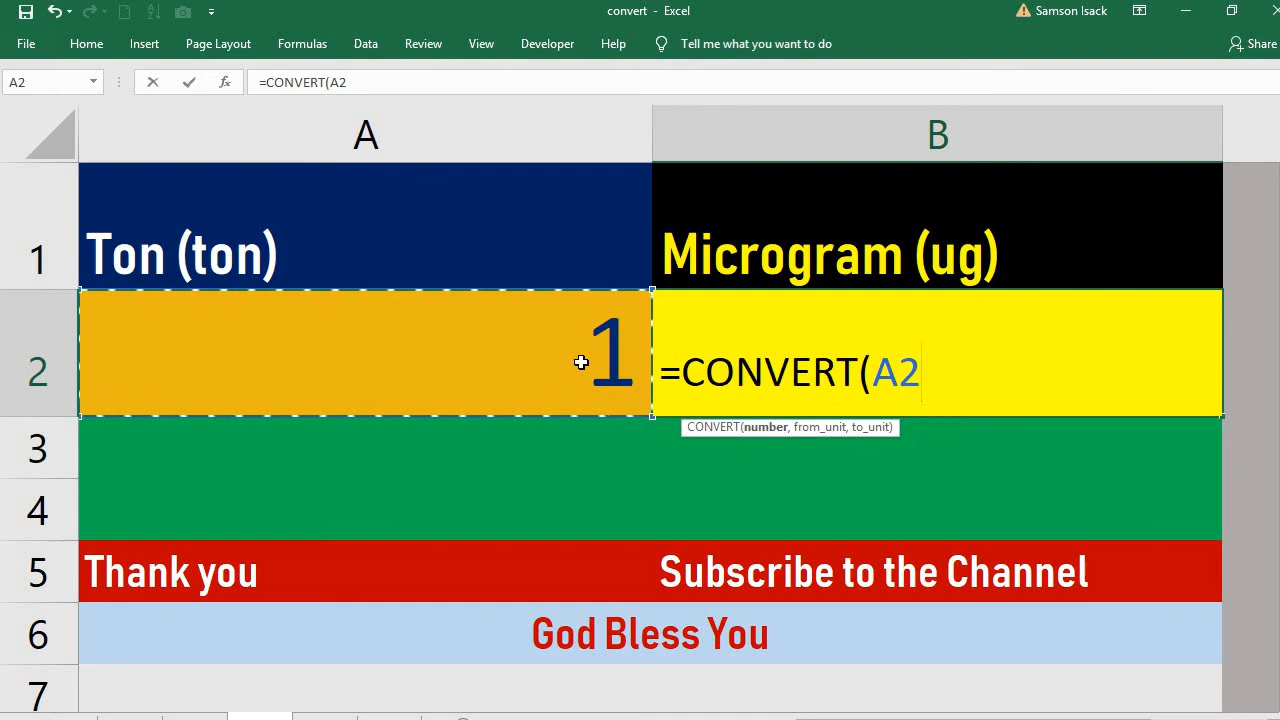 convert - Excel
Samson Isack
File Home Insert Page Layout Formulas Data Review View Developer Help Tell me what you want to do Share
A2 fx =CONVERT(A2
A B
1 Ton (ton) Microgram (ug)
2 1 =CONVERT(A2
CONVERT(number, from_unit, to_unit)
3
4
5 Thank you Subscribe to the Channel
6 God Bless You
7